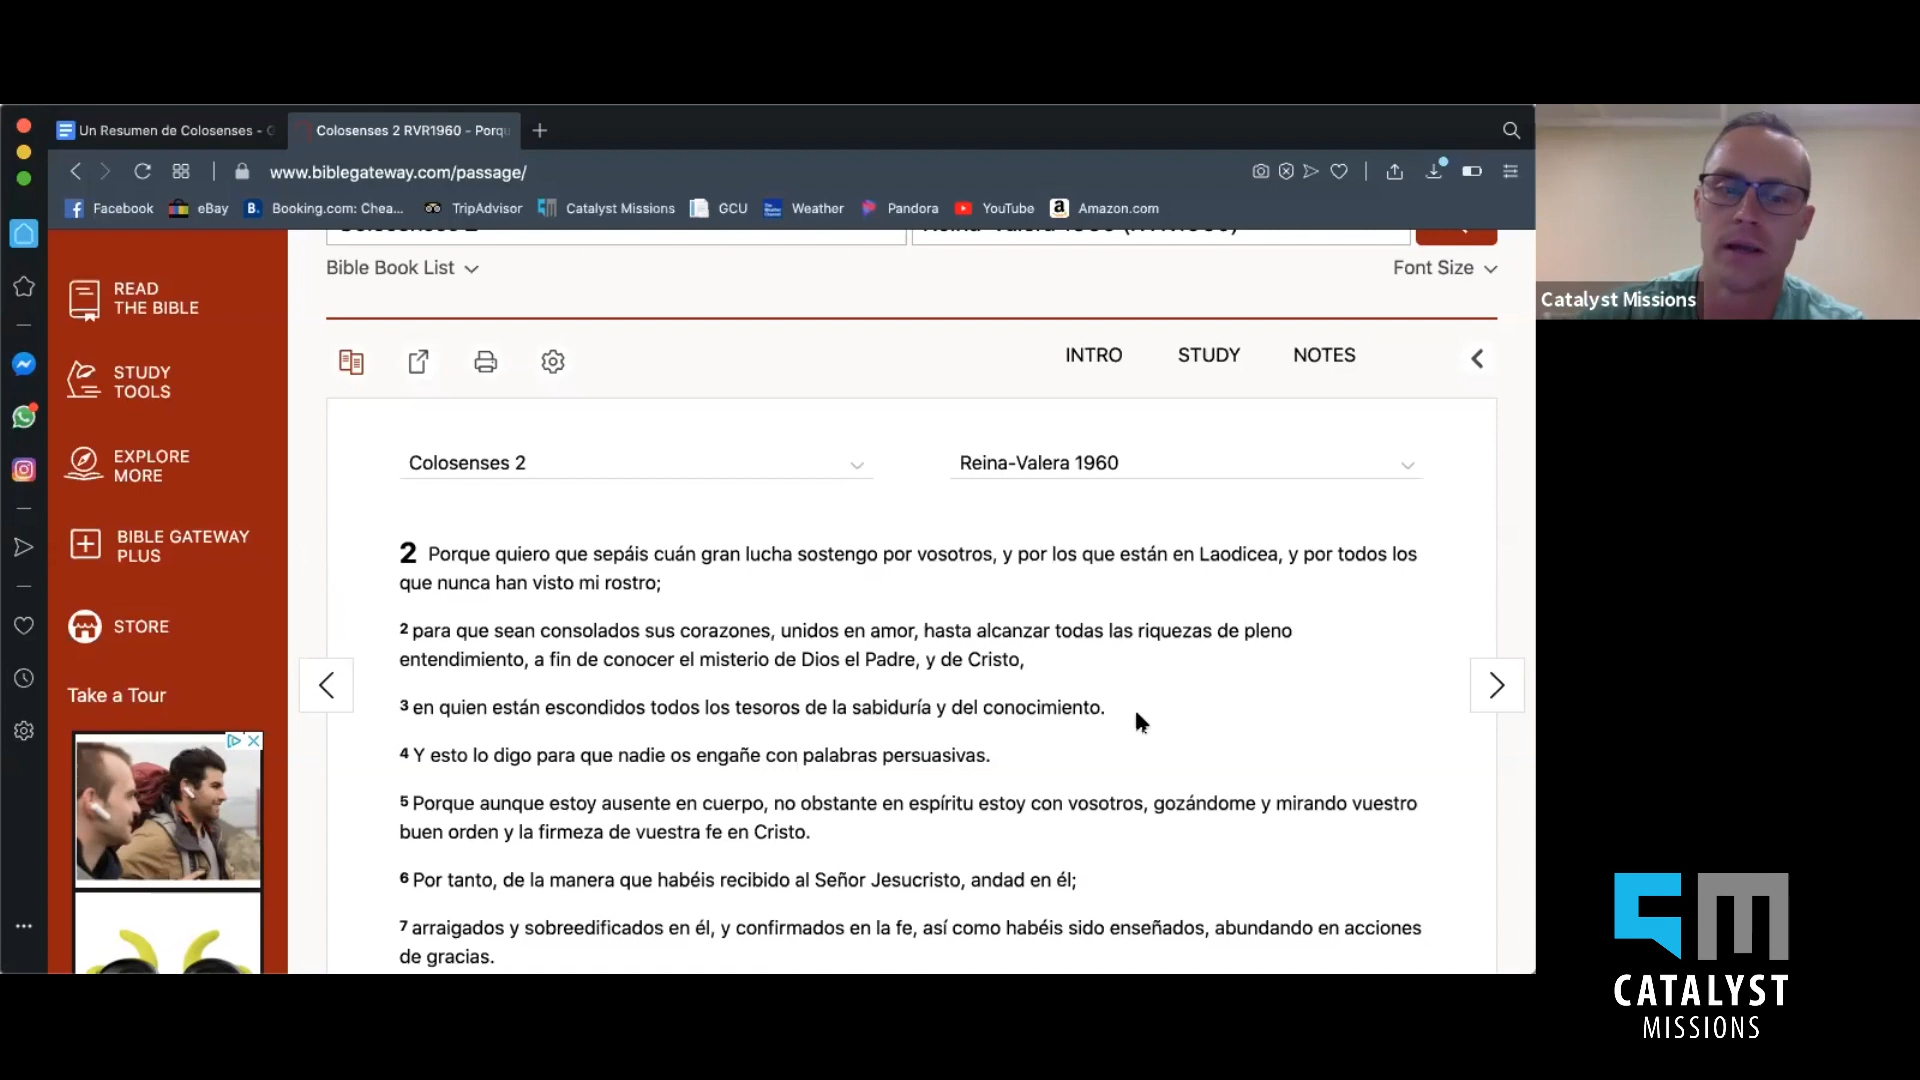 Un Resumen de Colosenses - G
Colosenses 2 RVR1960 - Porqu
www.biblegateway.com/passage/
Facebook
eBay
Booking.com: Chea...
TripAdvisor
Catalyst Missions
GCU
Weather
Pandora
YouTube
Amazon.com
Bible Book List
Font Size
READ
THE BIBLE
STUDY
TOOLS
EXPLORE
MORE
BIBLE GATEWAY
PLUS
STORE
Take a Tour
INTRO
STUDY
NOTES
Colosenses 2
Reina-Valera 1960
2 Porque quiero que sepáis cuán gran lucha sostengo por vosotros, y por los que están en Laodicea, y por todos los
que nunca han visto mi rostro;
2 para que sean consolados sus corazones, unidos en amor, hasta alcanzar todas las riquezas de pleno
entendimiento, a fin de conocer el misterio de Dios el Padre, y de Cristo,
3 en quien están escondidos todos los tesoros de la sabiduría y del conocimiento.
4 Y esto lo digo para que nadie os engañe con palabras persuasivas.
5 Porque aunque estoy ausente en cuerpo, no obstante en espíritu estoy con vosotros, gozándome y mirando vuestro
buen orden y la firmeza de vuestra fe en Cristo.
6 Por tanto, de la manera que habéis recibido al Señor Jesucristo, andad en él;
7 arraigados y sobreedificados en él, y confirmados en la fe, así como habéis sido enseñados, abundando en acciones
de gracias.
Catalyst Missions
CATALYST
MISSIONS